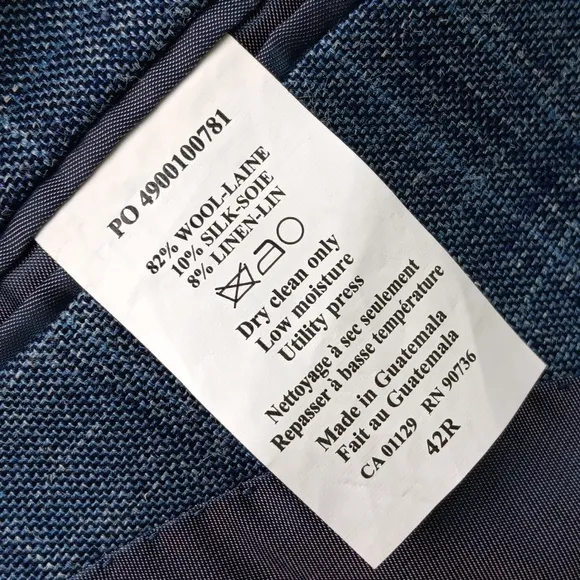 PO 4900100781
82% WOOL-LAINE
10% SILK-SOIE
8% LINEN-LIN
Dry clean only
Low moisture
Utility press
Nettoyage à sec seulement
Repasser à basse température
Made in Guatemala
Fait au Guatemala
CA 01129 RN 90736
42R